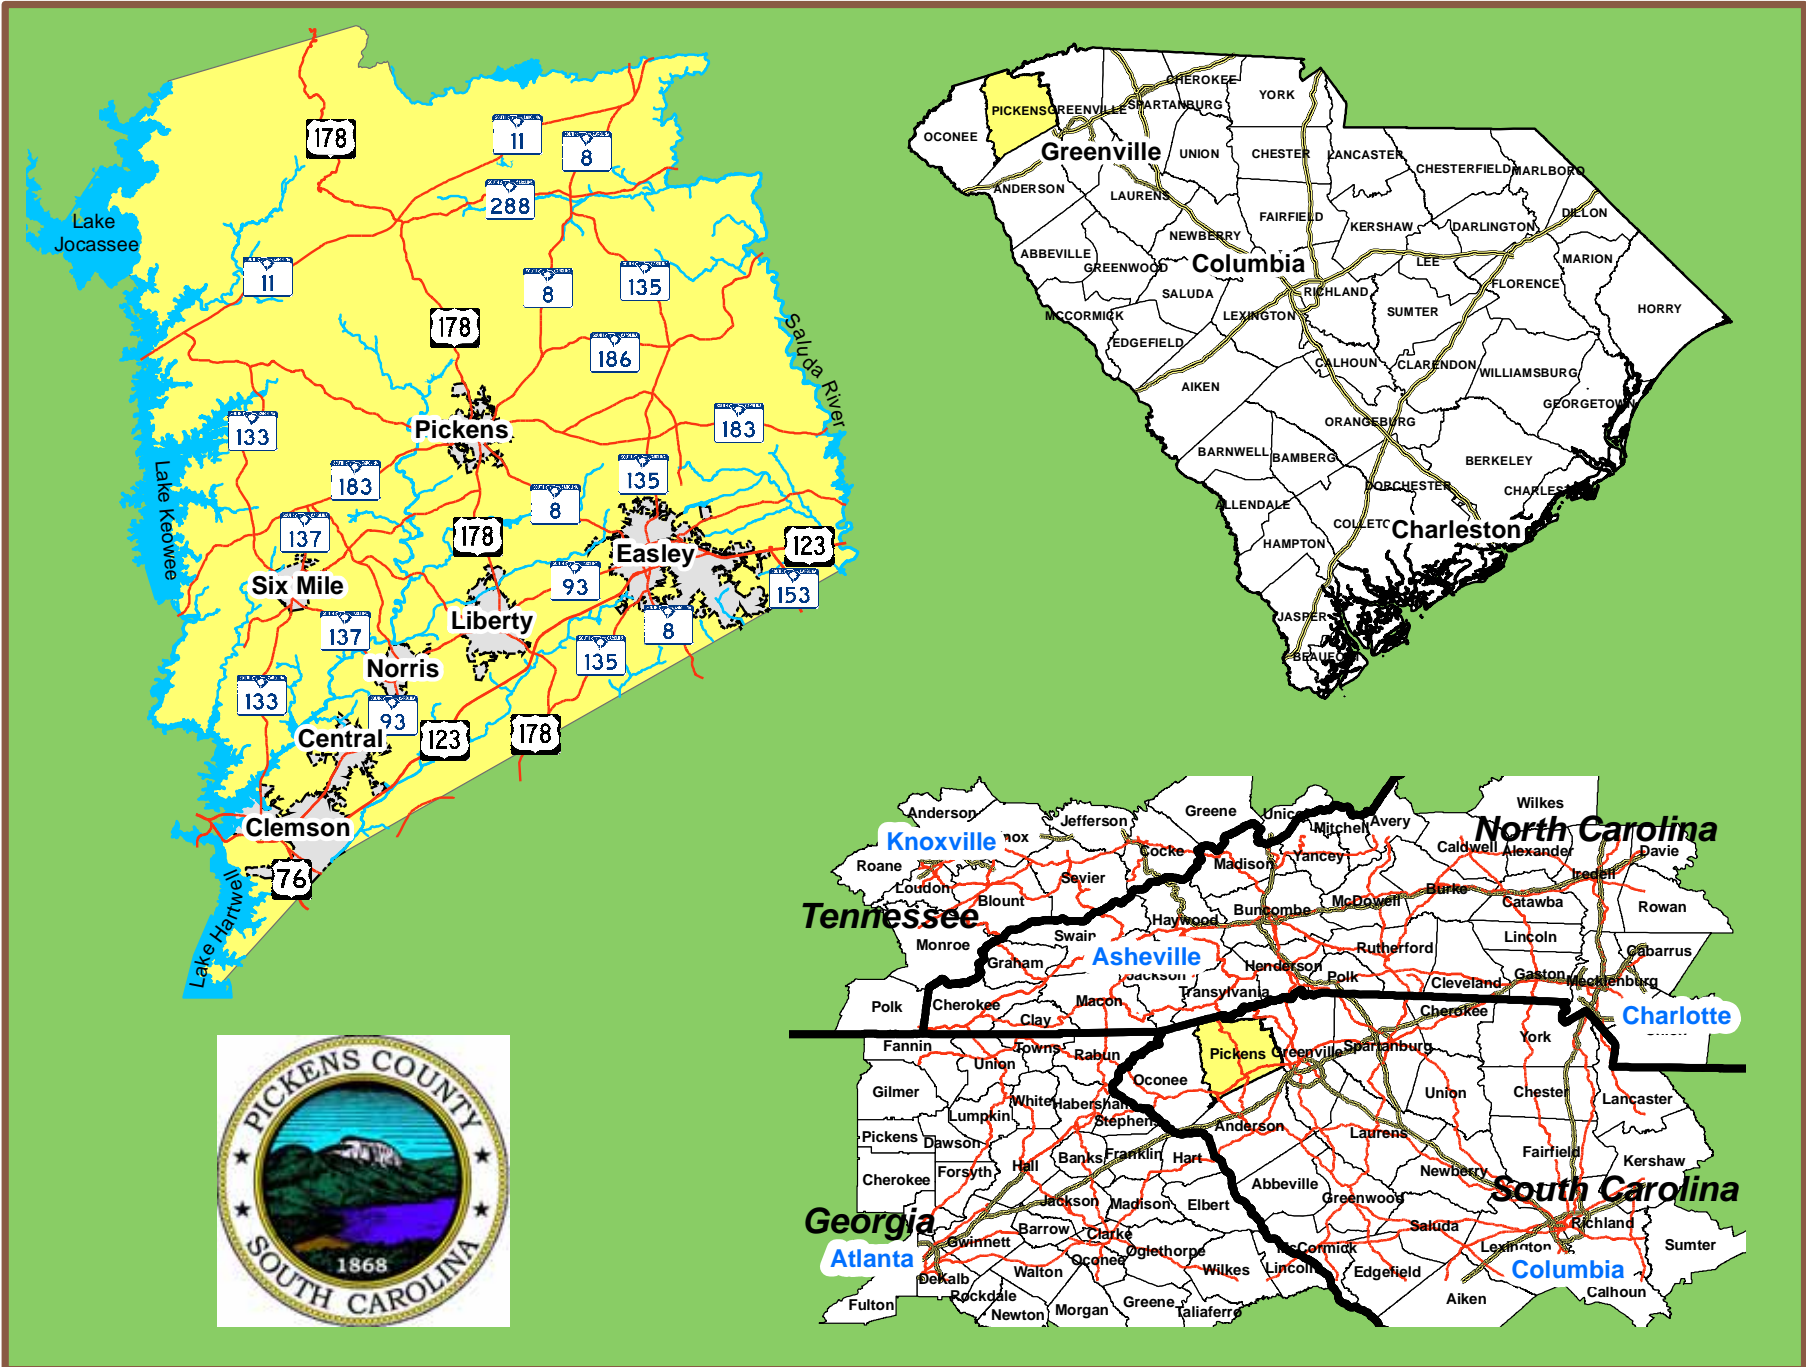 178
11
8
288
Lake
Jocassee
11
8
135
178
186
Saluda River
Pickens
133
183
183
135
8
Lake Keowee
137
178
Easley
123
Six Mile
93
153
Liberty
137
8
Norris
135
133
93
Central
123
178
Clemson
76
Lake Hartwell
PICKENS COUNTY
1868
SOUTH CAROLINA
CHEROKEE
YORK
PICKENS
GREENVILLE
SPARTANBURG
OCONEE
Greenville
UNION
CHESTER
LANCASTER
CHESTERFIELD
MARLBORO
ANDERSON
LAURENS
FAIRFIELD
KERSHAW
DARLINGTON
DILLON
NEWBERRY
ABBEVILLE
GREENWOOD
Columbia
LEE
MARION
SALUDA
RICHLAND
FLORENCE
MCCORMICK
LEXINGTON
SUMTER
HORRY
EDGEFIELD
CALHOUN
CLARENDON
WILLIAMSBURG
AIKEN
GEORGETOWN
ORANGEBURG
BARNWELL
BAMBERG
BERKELEY
DORCHESTER
ALLENDALE
Charleston
HAMPTON
JASPER
Wilkes
Anderson
Jefferson
Greene
Mitchell
Avery
North Carolina
Knoxville
Cocke
Madison
Yancey
Caldwell
Alexander
Davie
Roane
Loudon
Sevier
Iredell
Blount
Burke
Tennessee
Haywood
Buncombe
McDowell
Catawba
Rowan
Monroe
Swain
Asheville
Rutherford
Lincoln
Cabarrus
Graham
Jackson
Henderson
Polk
Gaston
Mecklenburg
Transylvania
Cleveland
Polk
Cherokee
Macon
Cherokee
Charlotte
Clay
Fannin
Towns
Rabun
Pickens
Greenville
Spartanburg
York
Union
Oconee
Gilmer
White
Habersham
Union
Chester
Lancaster
Lumpkin
Stephens
Anderson
Pickens
Dawson
Laurens
Banks
Franklin
Hart
Fairfield
Kershaw
Forsyth
Hall
Newberry
Cherokee
Abbeville
Greenwood
South Carolina
Jackson
Madison
Elbert
Georgia
Barrow
Clarke
Saluda
Richland
Gwinnett
Oglethorpe
McCormick
Lexington
Sumter
Atlanta
Oconee
Wilkes
Lincoln
Edgefield
Columbia
DeKalb
Walton
Rockdale
Calhoun
Fulton
Newton
Morgan
Greene
Taliaferro
Aiken